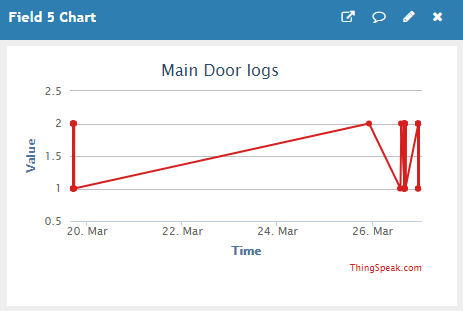 Field 5 Chart
Main Door logs
2.5
2
1.5
1
0.5
Value
20. Mar 22. Mar 24. Mar 26. Mar
Time
ThingSpeak.com